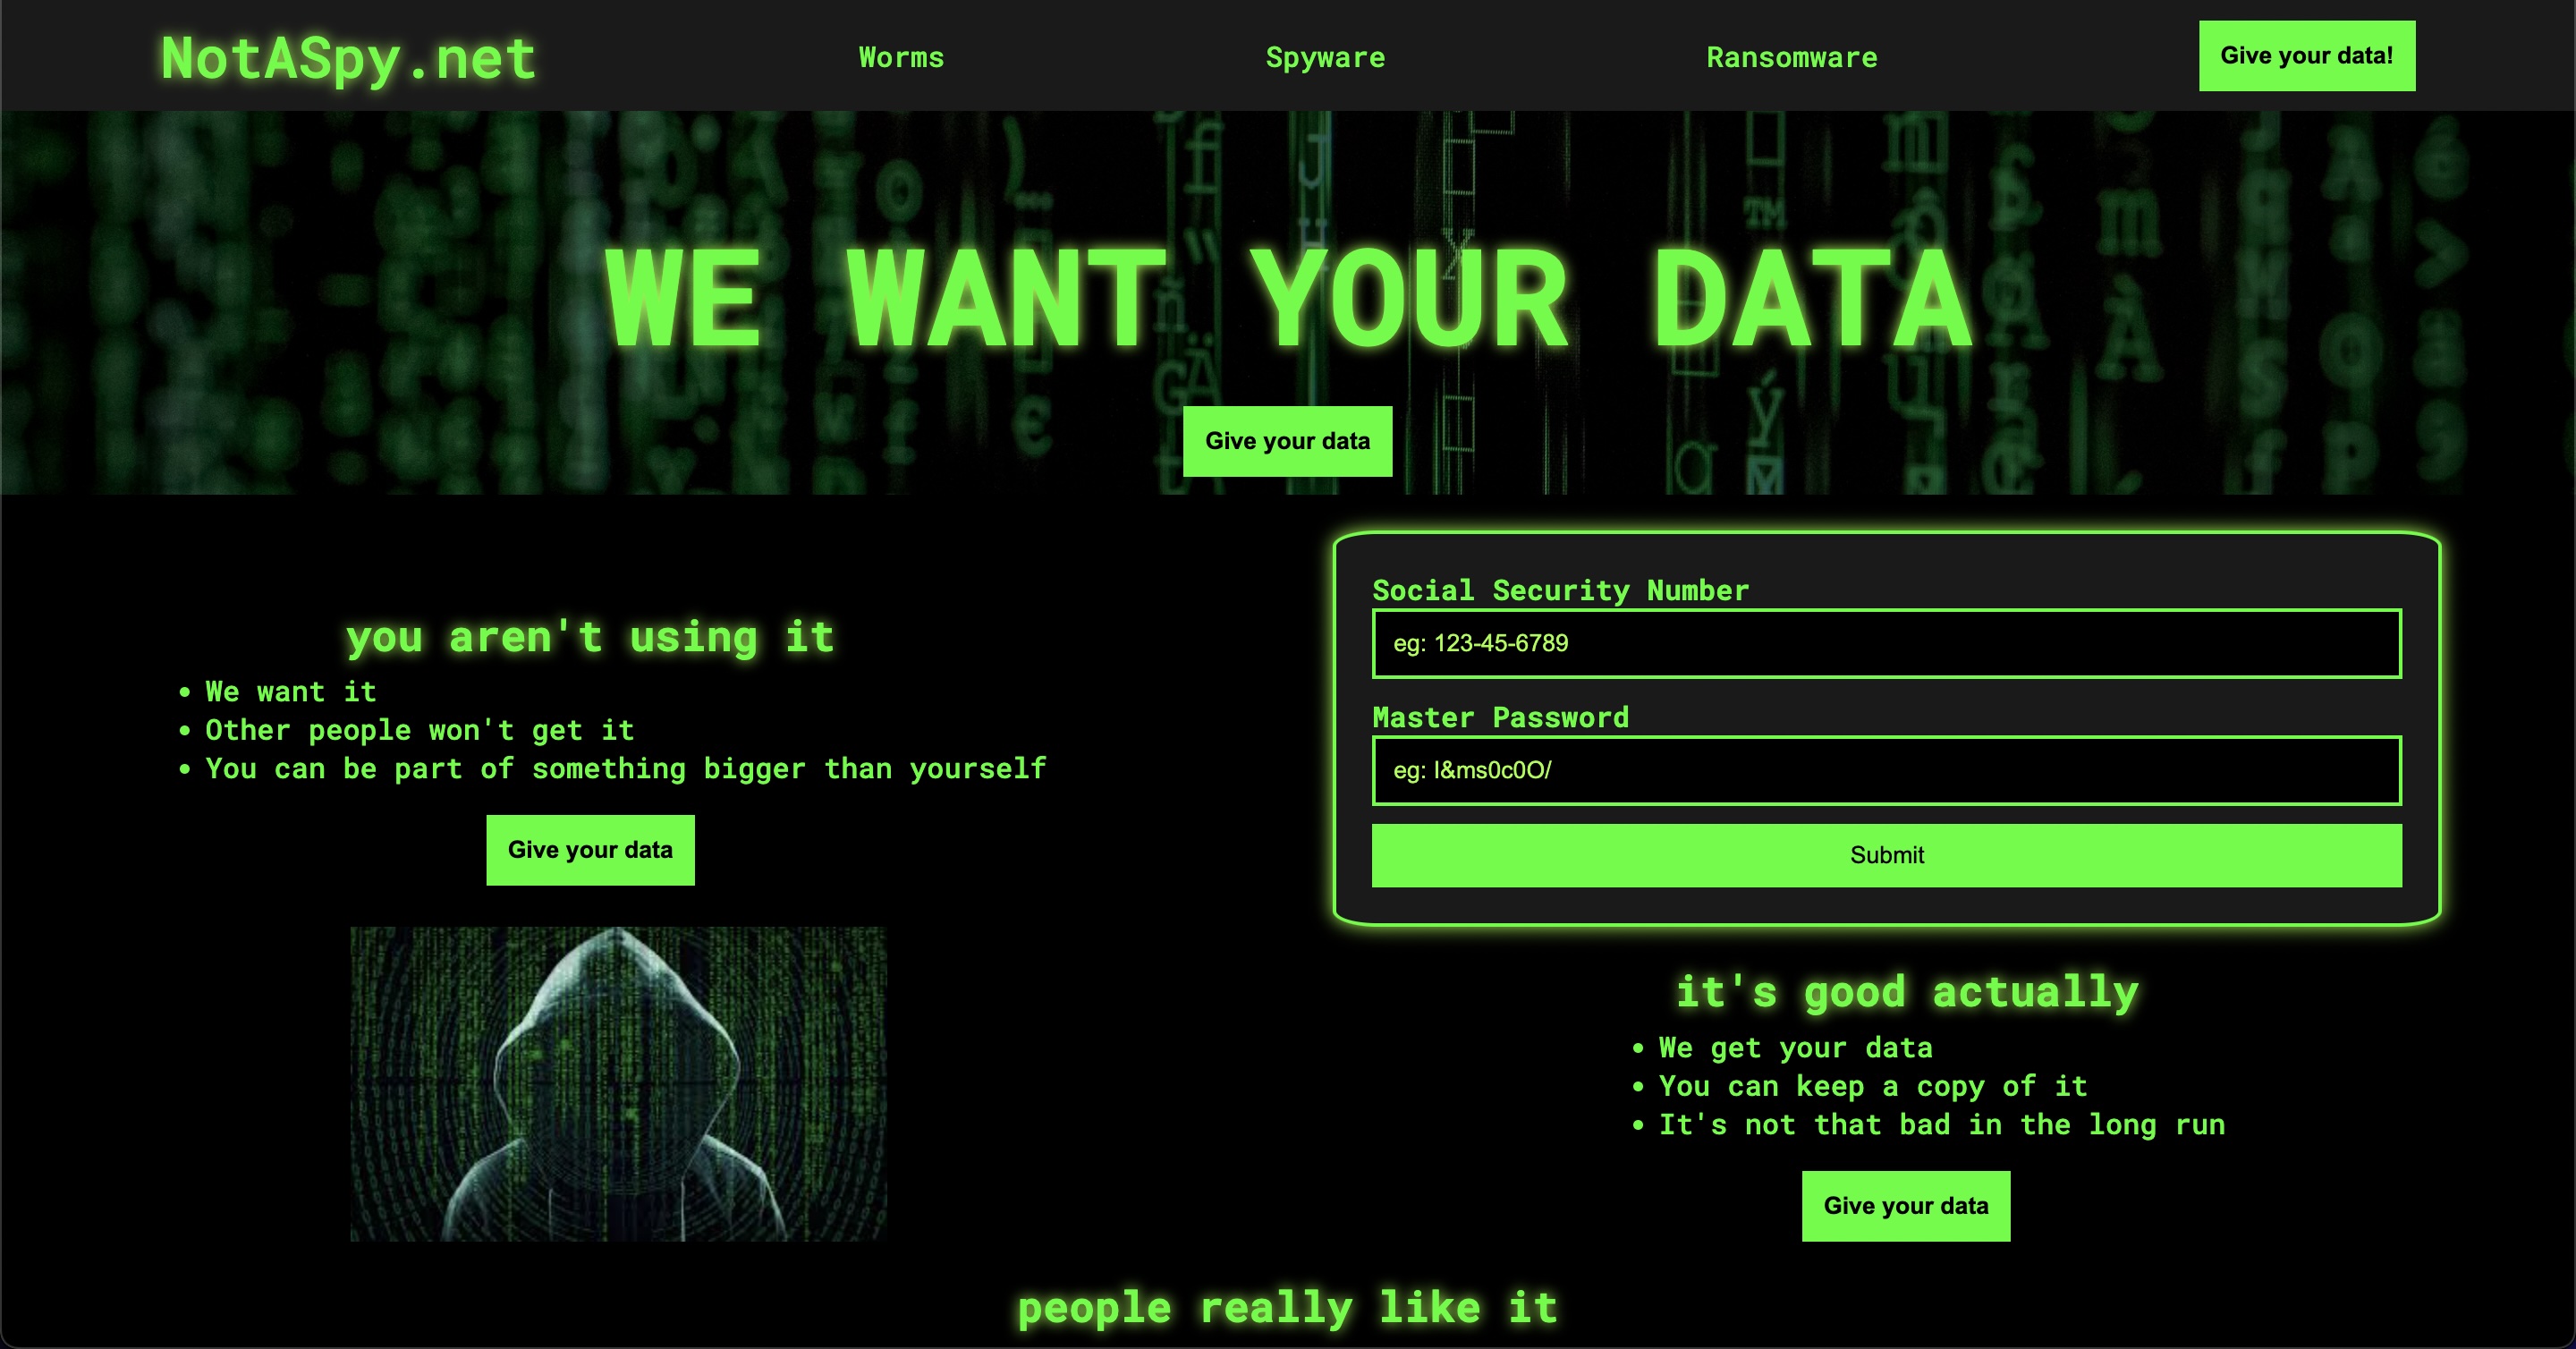 NotASpy.net
Worms
Spyware
Ransomware
Give your data!
WE WANT YOUR DATA
Give your data
you aren't using it
We want it
Other people won't get it
You can be part of something bigger than yourself
Give your data
Social Security Number
eg: 123-45-6789
Master Password
eg: I&ms0c0O/
Submit
it's good actually
We get your data
You can keep a copy of it
It's not that bad in the long run
Give your data
people really like it